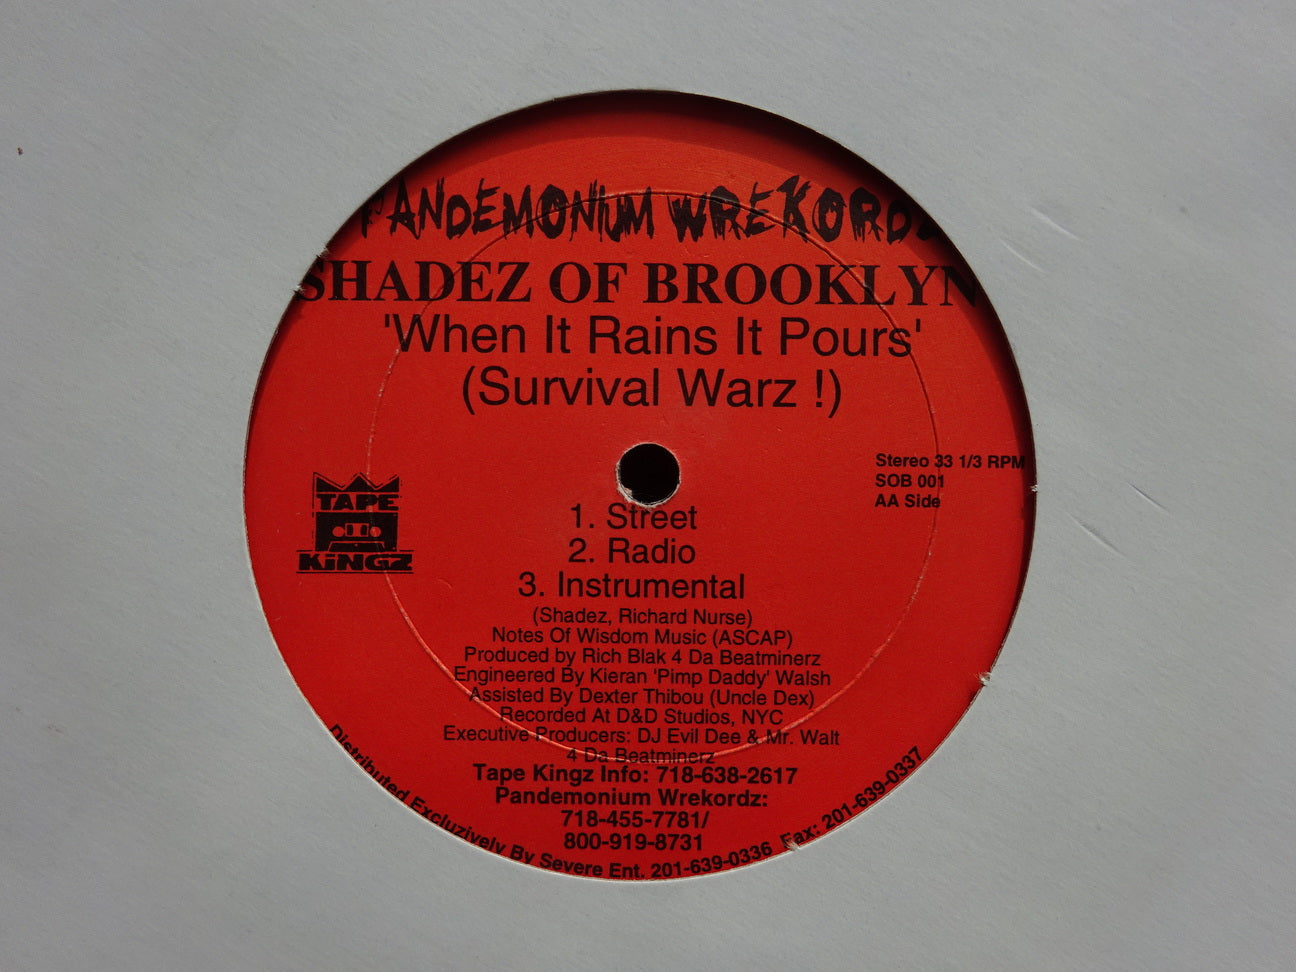 PANDEMONIUM WREKORDZ
SHADEZ OF BROOKLYN
'When It Rains It Pours'
(Survival Warz !)
Stereo 33 1/3 RPM
SOB 001
AA Side
TAPE
KiNGZ
1. Street
2. Radio
3. Instrumental
(Shadez, Richard Nurse)
Notes Of Wisdom Music (ASCAP)
Produced by Rich Blak 4 Da Beatminerz
Engineered By Kieran 'Pimp Daddy' Walsh
Assisted By Dexter Thibou (Uncle Dex)
Recorded At D&D Studios, NYC
Executive Producers: DJ Evil Dee & Mr. Walt
4 Da Beatminerz
Tape Kingz Info: 718-638-2617
Pandemonium Wrekordz:
718-455-7781/
800-919-8731
Distributed Excluzively By Severe Ent. 201-639-0336 Fax: 201-639-0337